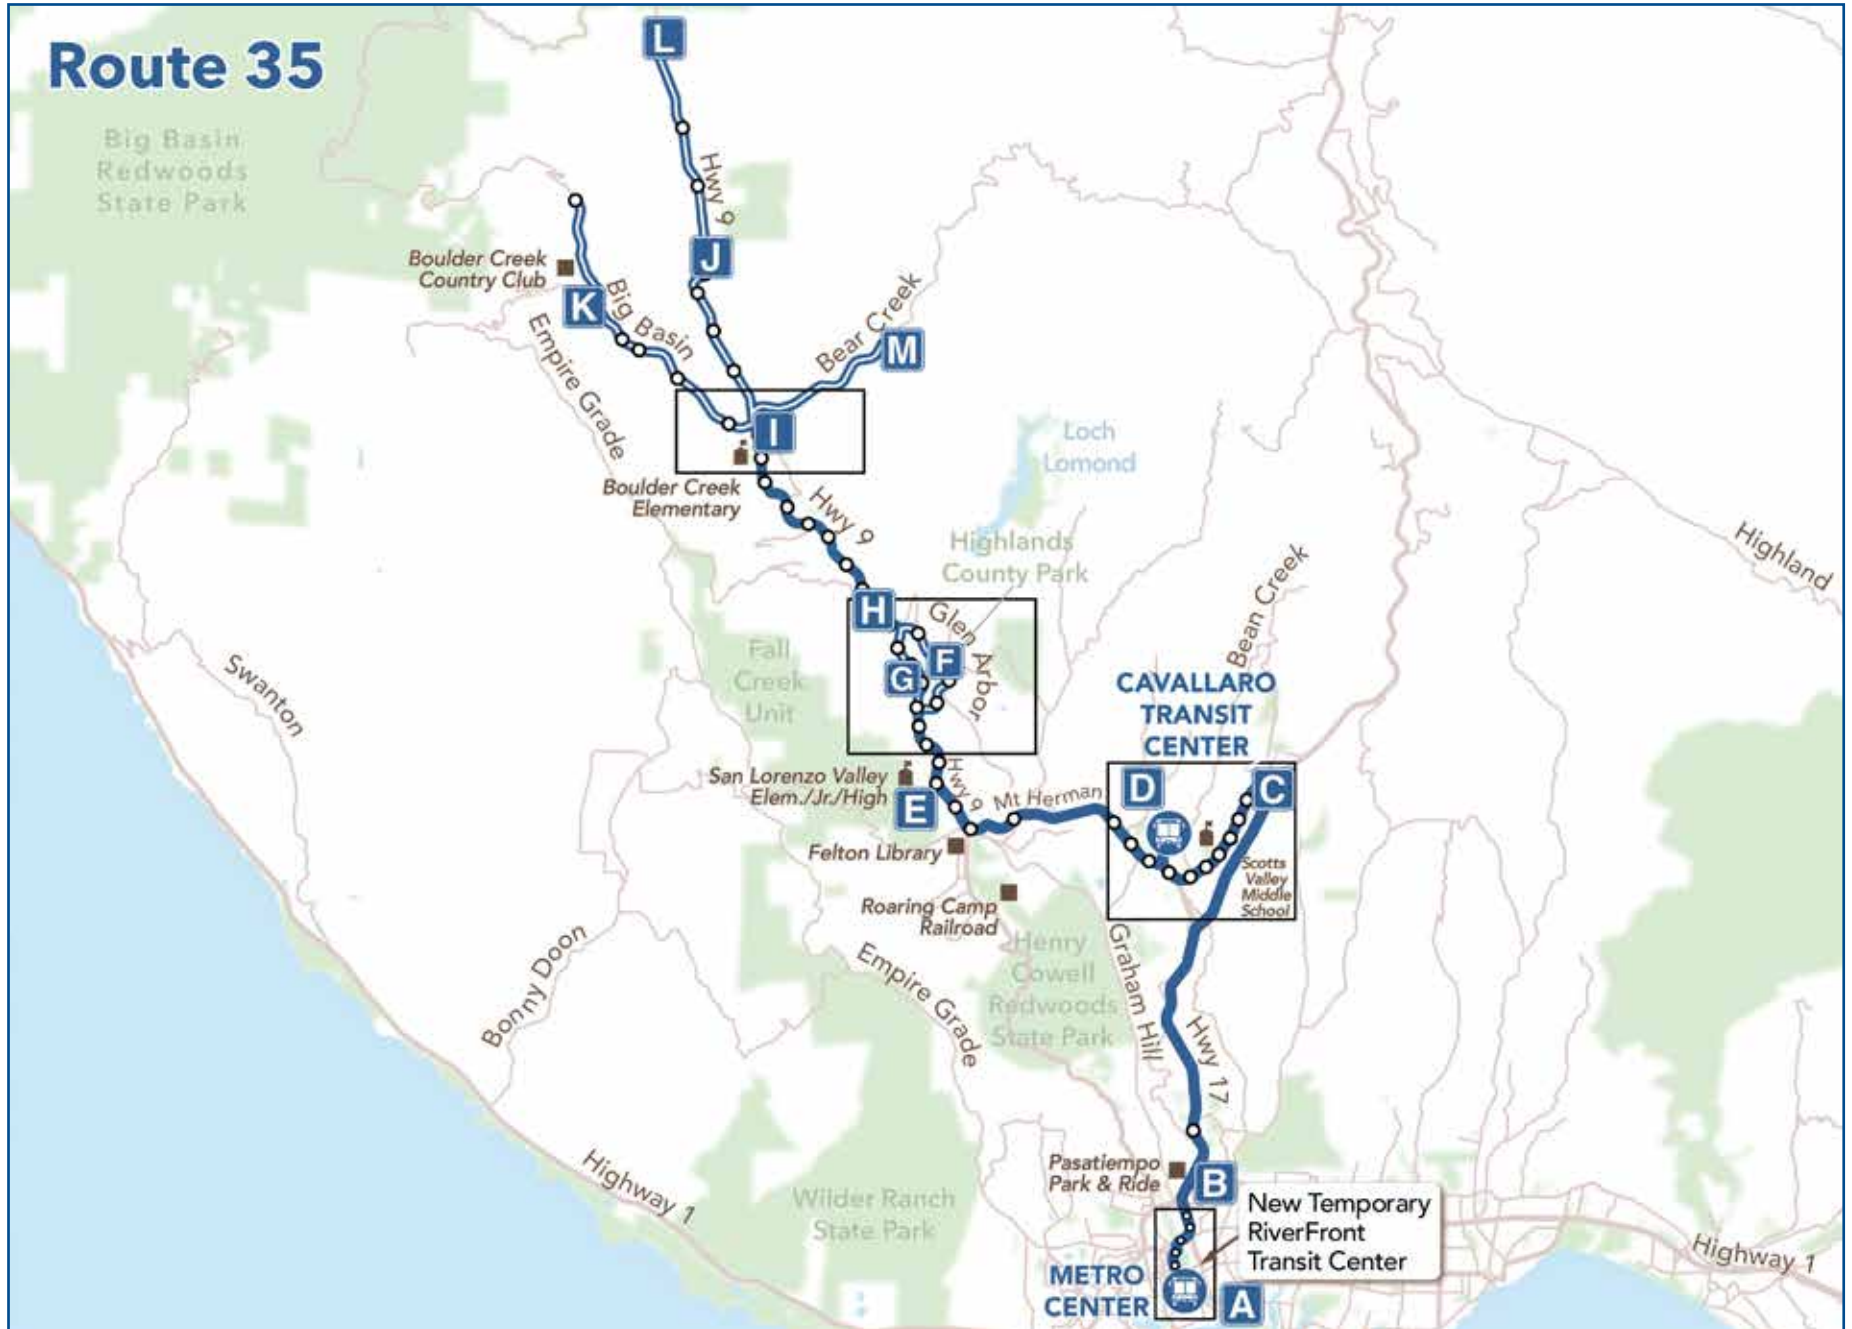 Route 35
L
Big Basin
Redwoods
State Park
Hwy 9
J
Boulder Creek
Country Club
K
Big Basin
Bear Creek
M
Empire Grade
I
Loch
Lomond
Boulder Creek
Elementary
Hwy 9
Highlands
County Park
Highland
Bean Creek
H
Glen Arbor
Fall
Creek
Unit
F
G
Swanton
CAVALLARO
TRANSIT
CENTER
San Lorenzo Valley
Elem./Jr./High
E
Hwy 9
Mt Herman
D
C
Felton Library
Scotts
Valley
Middle
School
Roaring Camp
Railroad
Henry
Cowell
Redwoods
State Park
Graham Hill
Empire Grade
Bonny Doon
Hwy 17
Pasatiempo
Park & Ride
B
Highway 1
Wilder Ranch
State Park
New Temporary
RiverFront
Transit Center
Highway 1
METRO
CENTER
A